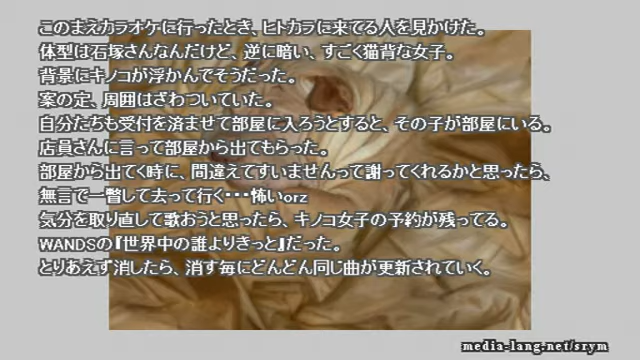 このまえカラオケに行ったとき、ヒトカラに来てる人を見かけた。
体型は石塚さんなんだけど、逆に暗い、すごく猫背な女子。
背景にキノコが浮かんでそうだった。
案の定、周囲はざわついていた。
自分たちも受付を済ませて部屋に入ろうとすると、その子が部屋にいる。
店員さんに言って部屋から出てもらった。
部屋から出てく時に、間違えてすいませんって謝ってくれるかと思ったら、
無言で一瞥して去って行く・・・怖いorz
気分を取り直して歌おうと思ったら、キノコ女子の予約が残ってる。
WANDSの『世界中の誰よりきっと』だった。
とりあえず消したら、消す毎にどんどん同じ曲が更新されていく。
media-lang-net/srym